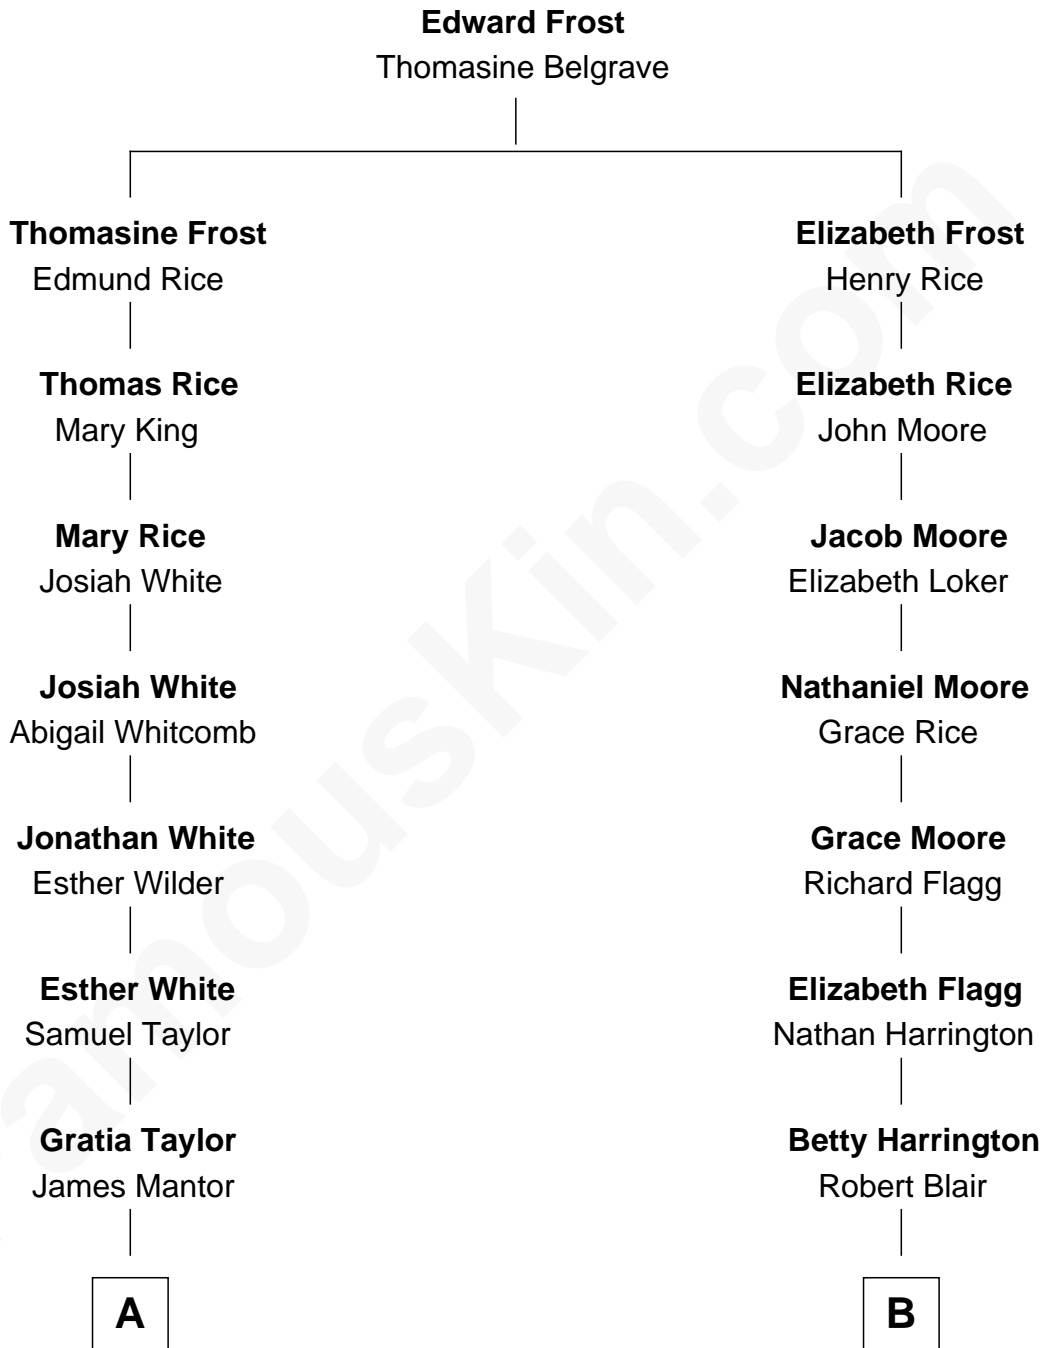 Edward Frost
Thomasine Belgrave
Thomasine Frost
Edmund Rice
Elizabeth Frost
Henry Rice
Thomas Rice
Mary King
Elizabeth Rice
John Moore
Mary Rice
Josiah White
Jacob Moore
Elizabeth Loker
Josiah White
Abigail Whitcomb
Nathaniel Moore
Grace Rice
Jonathan White
Esther Wilder
Grace Moore
Richard Flagg
Esther White
Samuel Taylor
Elizabeth Flagg
Nathan Harrington
Gratia Taylor
James Mantor
Betty Harrington
Robert Blair
A
B
amousKin.com